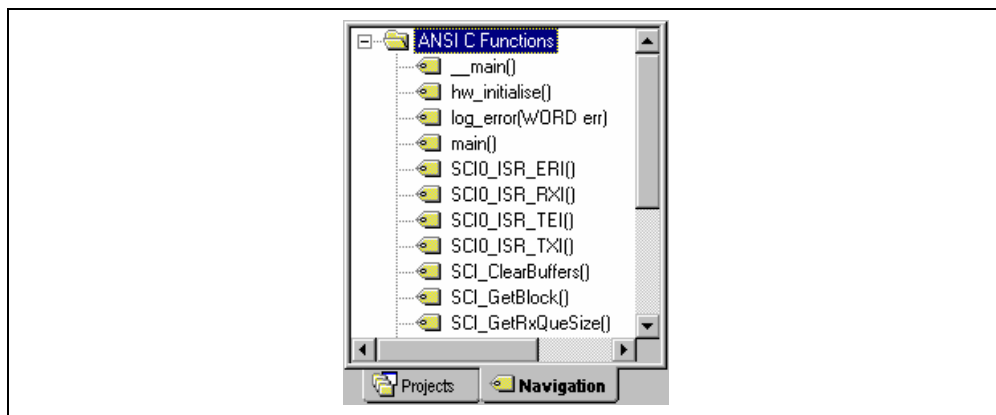 ANSI C Functions
__main()
hw_initialise()
log_error(WORD err)
main()
SCI0_ISR_ERI()
SCI0_ISR_RXI()
SCI0_ISR_TEI()
SCI0_ISR_TXI()
SCI_ClearBuffers()
SCI_GetBlock()
SCI_GetRxQueSize()
Projects Navigation